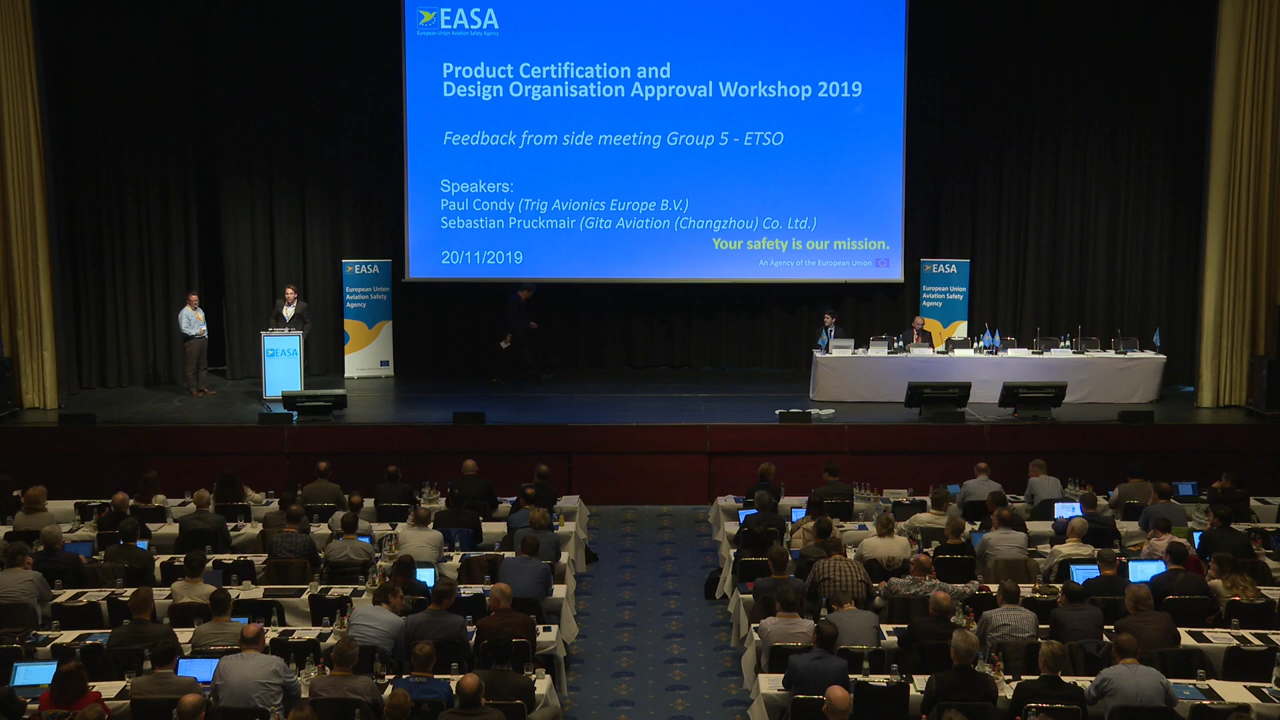 EASA
European Union Aviation Safety Agency
Product Certification and
Design Organisation Approval Workshop 2019
Feedback from side meeting Group 5 - ETSO
Speakers:
Paul Condy (Trig Avionics Europe B.V.)
Sebastian Pruckmair (Gita Aviation (Changzhou) Co. Ltd.)
Your safety is our mission.
20/11/2019
An Agency of the European Union
EASA
European Union
Aviation Safety
Agency
EASA
EASA
European Union
Aviation Safety
Agency